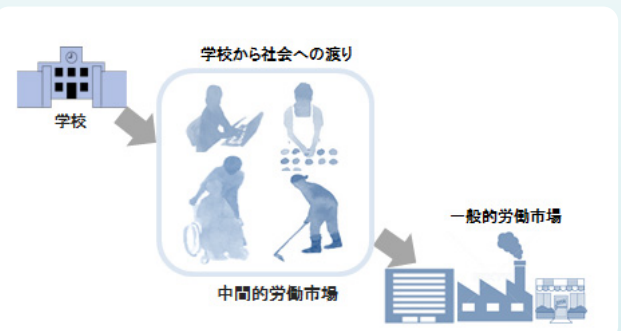 学校から社会への渡り
学校
一般的労働市場
中間的労働市場